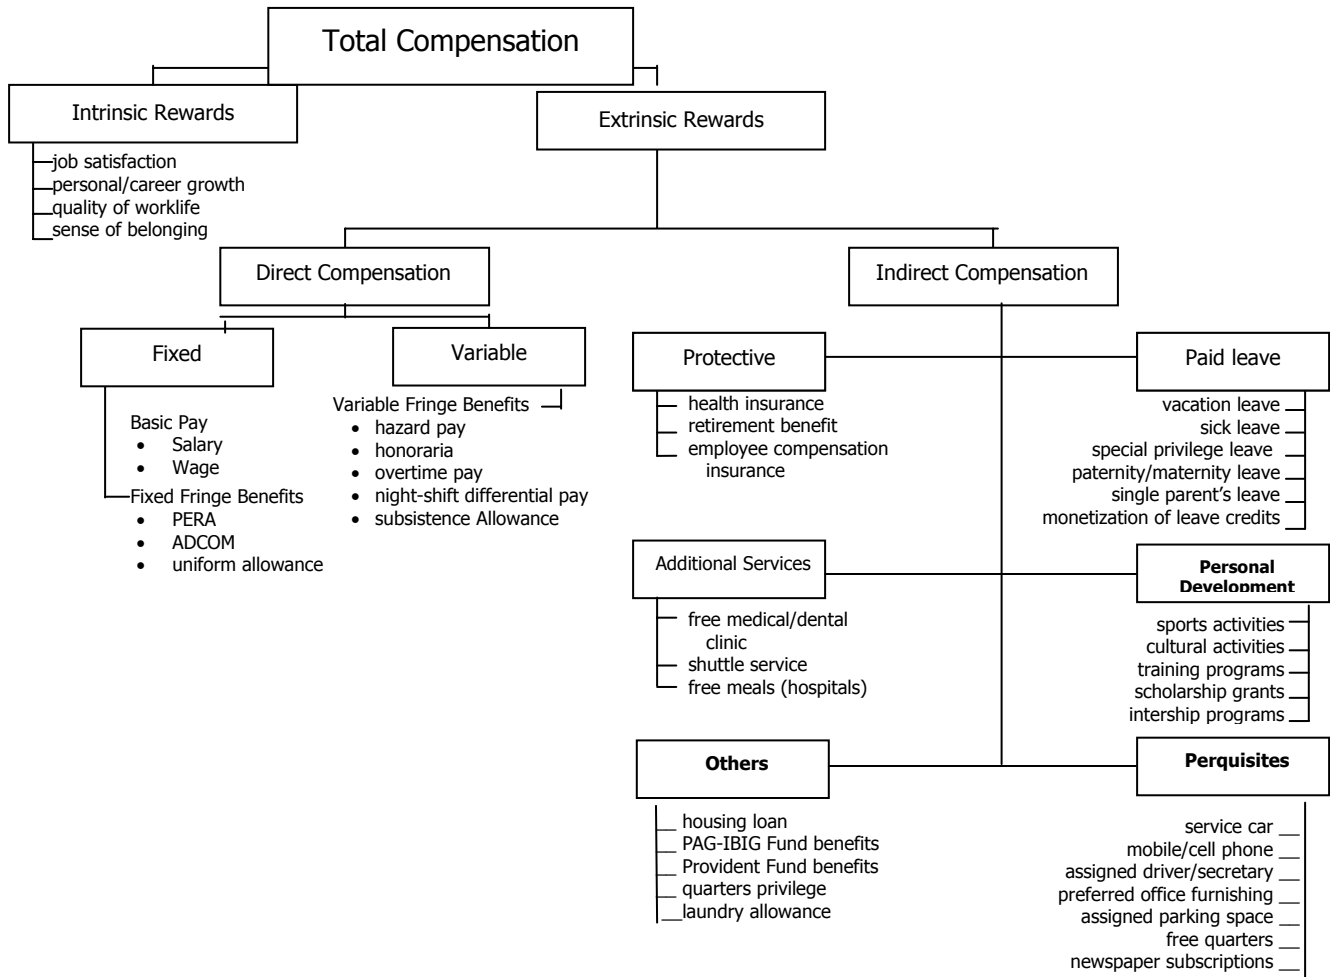 Total Compensation
Intrinsic Rewards
Extrinsic Rewards
job satisfaction
personal/career growth
quality of worklife
sense of belonging
Direct Compensation
Indirect Compensation
Fixed
Variable
Protective
Paid leave
Basic Pay
• Salary
• Wage
Fixed Fringe Benefits
• PERA
• ADCOM
• uniform allowance
Variable Fringe Benefits
• hazard pay
• honoraria
• overtime pay
• night-shift differential pay
• subsistence Allowance
health insurance
retirement benefit
employee compensation
insurance
vacation leave
sick leave
special privilege leave
paternity/maternity leave
single parent’s leave
monetization of leave credits
Additional Services
Personal
Development
free medical/dental
clinic
shuttle service
free meals (hospitals)
sports activities
cultural activities
training programs
scholarship grants
intership programs
Others
Perquisites
housing loan
PAG-IBIG Fund benefits
Provident Fund benefits
quarters privilege
laundry allowance
service car
mobile/cell phone
assigned driver/secretary
preferred office furnishing
assigned parking space
free quarters
newspaper subscriptions